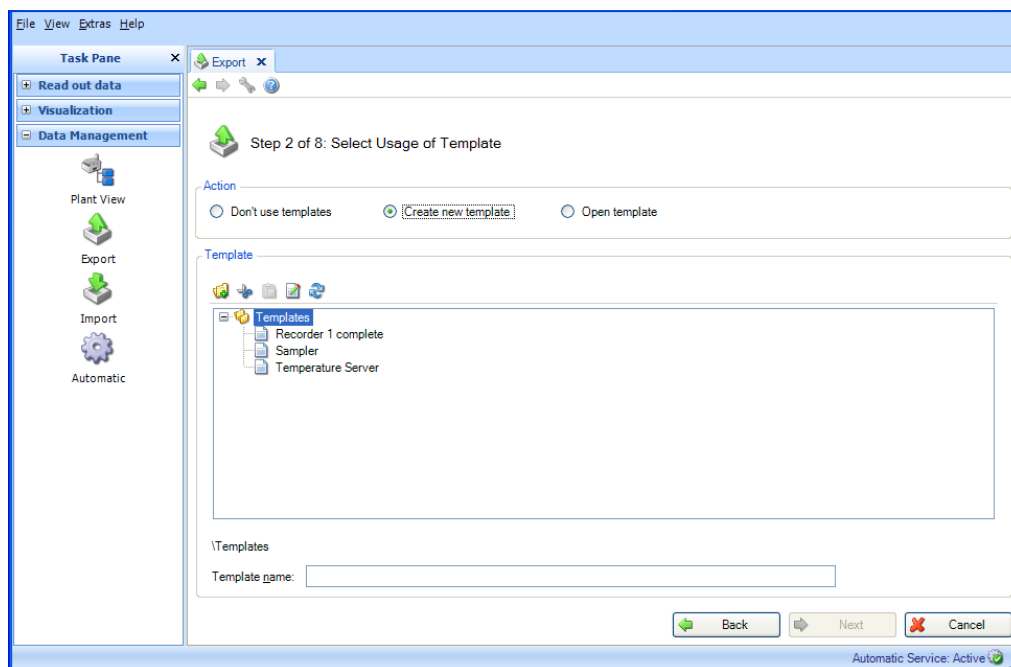 File View Extras Help
Task Pane
Export
Read out data
Visualization
Data Management
Plant View
Export
Import
Automatic
Step 2 of 8: Select Usage of Template
Action
Don't use templates
Create new template
Open template
Template
Templates
Recorder 1 complete
Sampler
Temperature Server
\Templates
Template name:
Back
Next
Cancel
Automatic Service: Active